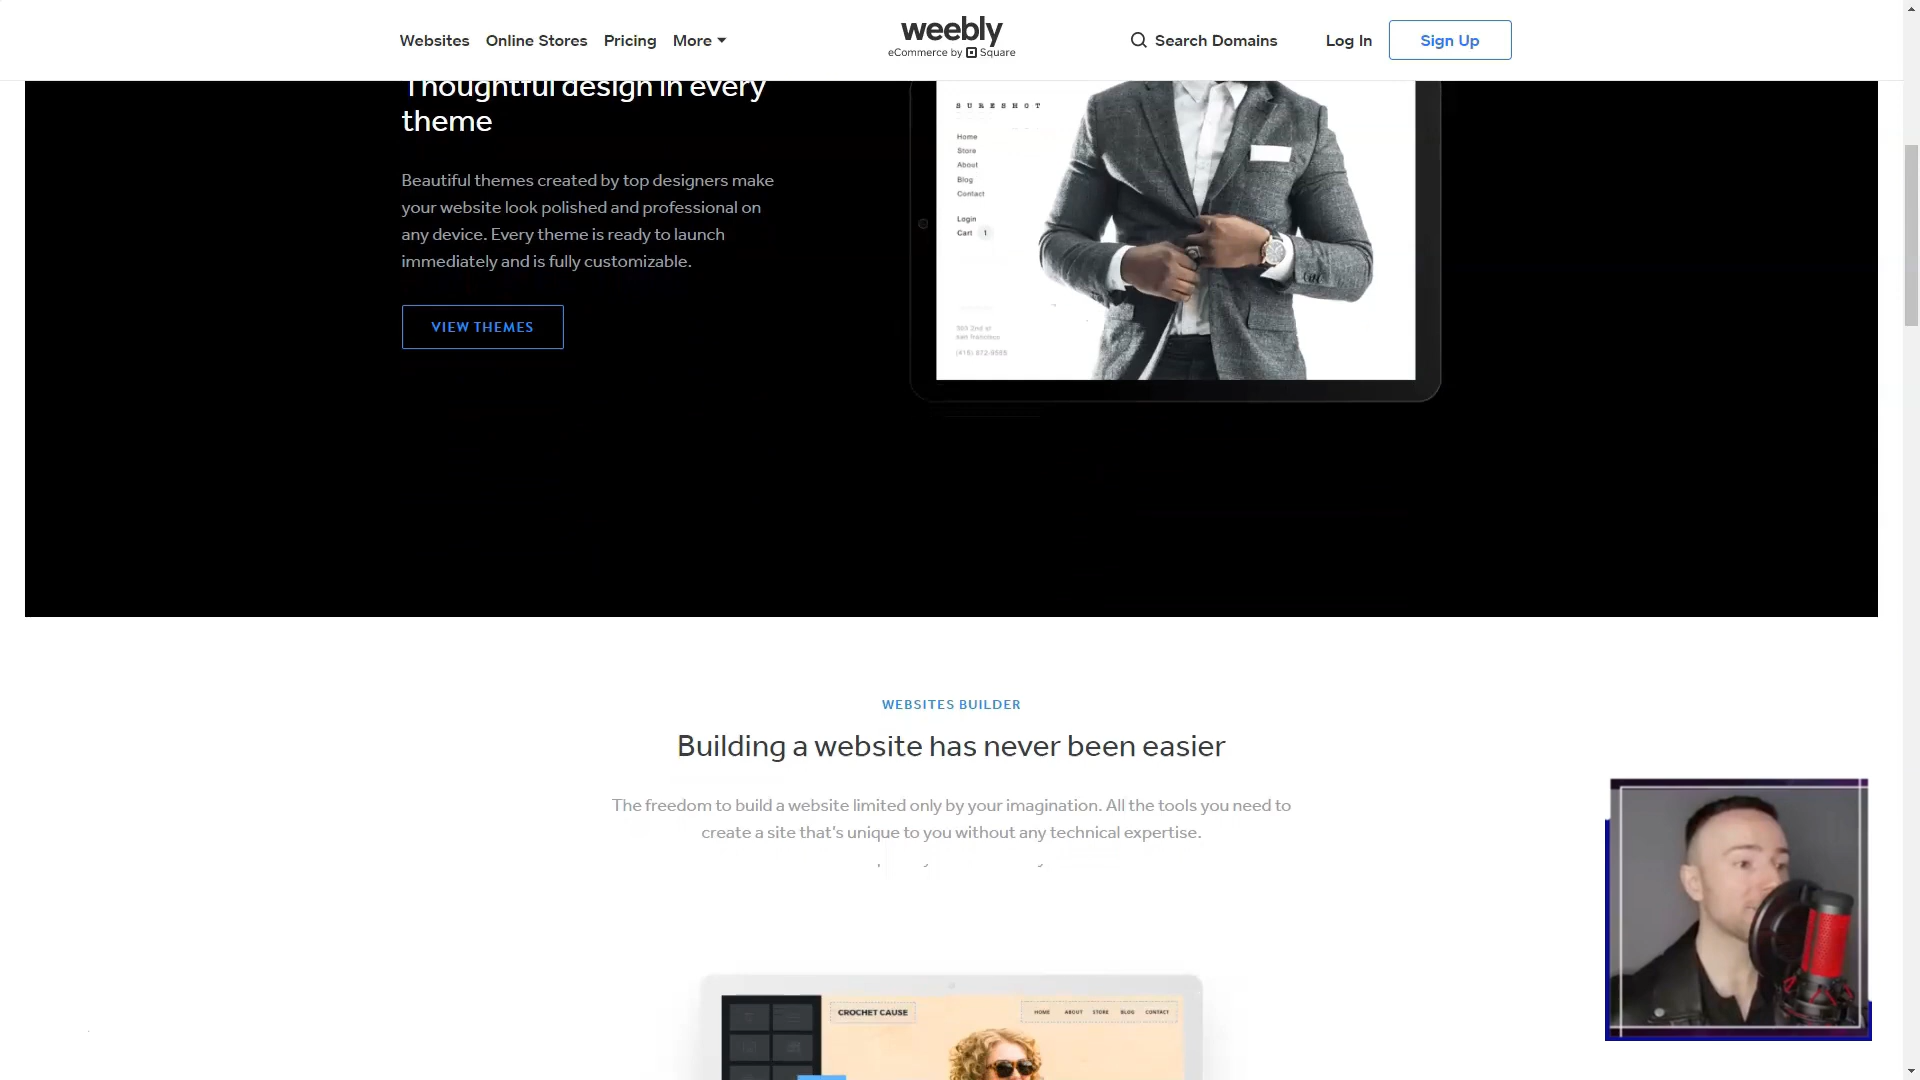 Websites Online Stores Pricing More
weebly
eCommerce by Square
Search Domains
Log In
Sign Up
Thoughtful design in every
theme
Beautiful themes created by top designers make
your website look polished and professional on
any device. Every theme is ready to launch
immediately and is fully customizable.
VIEW THEMES
SURESHOT
Home
Store
About
Blog
Contact
Login
Cart 1
WEBSITES BUILDER
Building a website has never been easier
The freedom to build a website limited only by your imagination. All the tools you need to
create a site that's unique to you without any technical expertise.
CROCHET CAUSE
HOME ABOUT STORE BLOG CONTACT